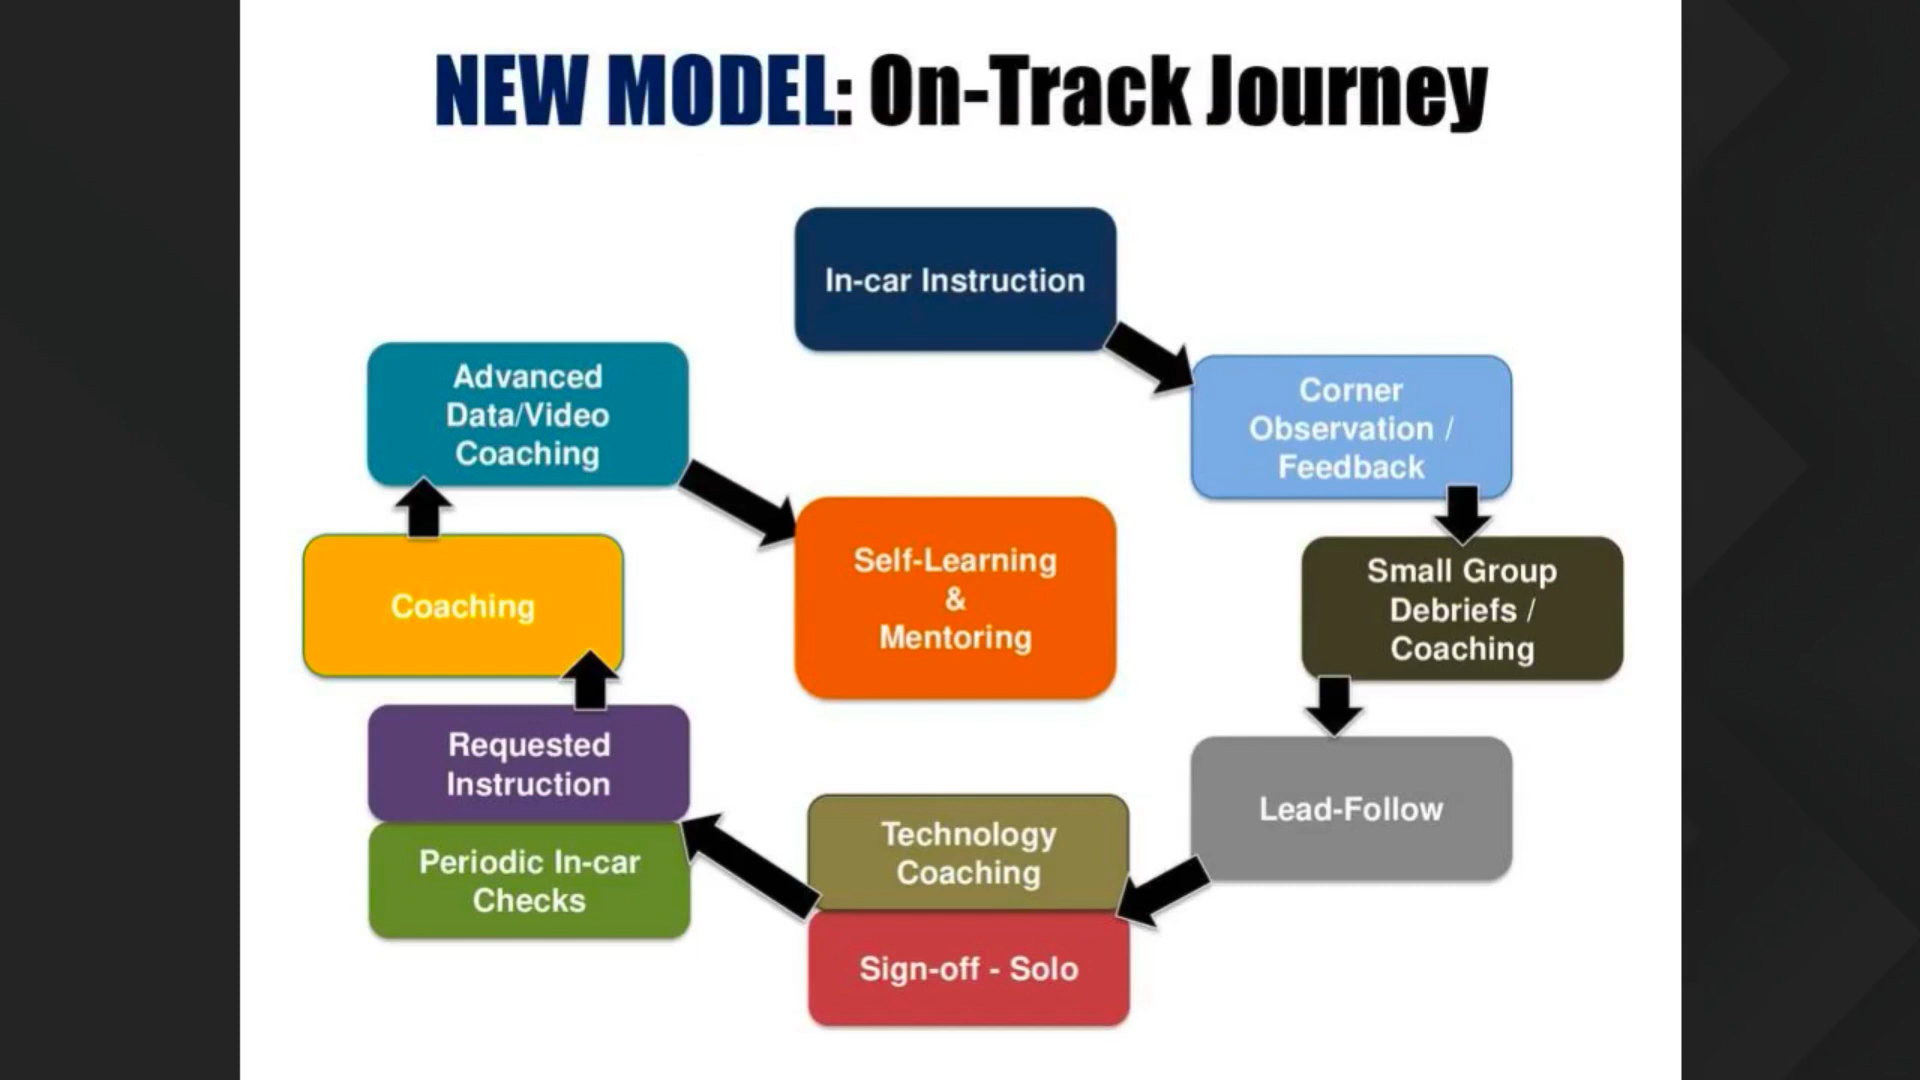 NEW MODEL: On-Track Journey
In-car Instruction
Corner
Observation /
Feedback
Small Group
Debriefs /
Coaching
Lead-Follow
Technology
Coaching
Sign-off - Solo
Requested
Instruction
Periodic In-car
Checks
Coaching
Advanced
Data/Video
Coaching
Self-Learning
&
Mentoring